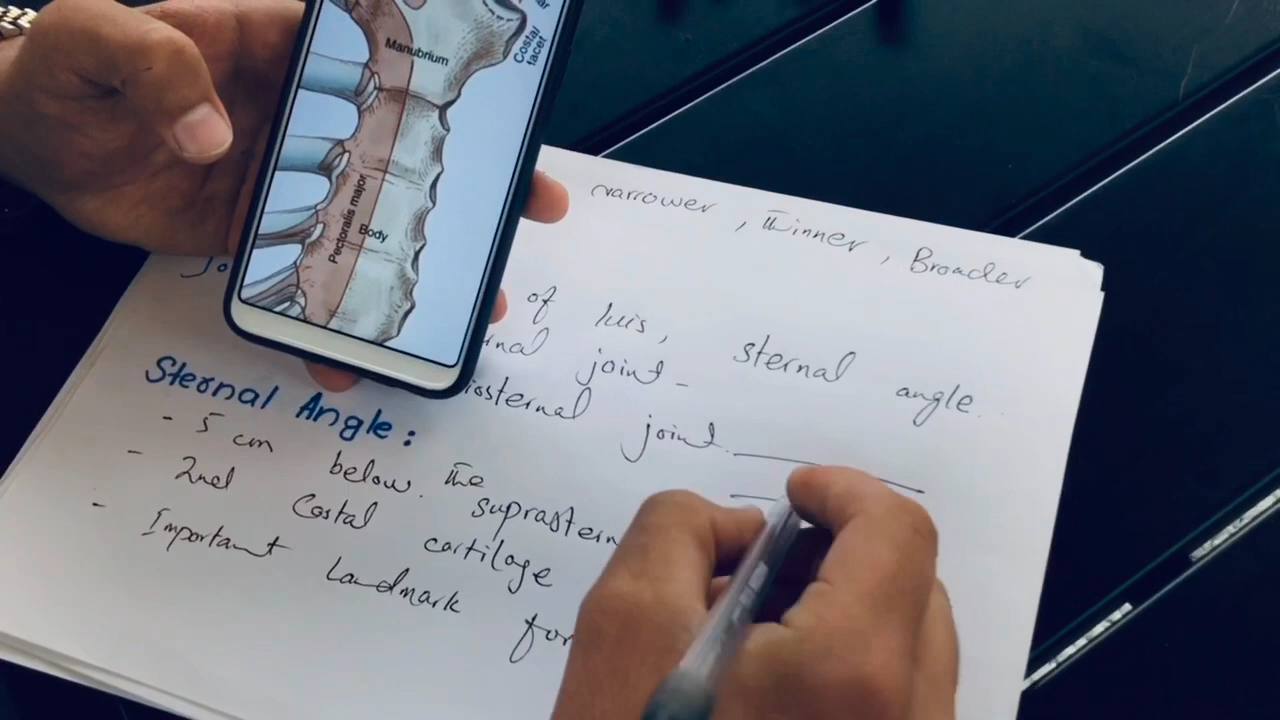 Manubrium
Costal
facet
Pectoralis major
Body
narrower, Thinner, Broader
of luis, sternal angle
joint -
iosternal joint.
Sternal Angle:
- 5 cm below the suprastern
- 2nd Costal cartilage
- Important Landmark for